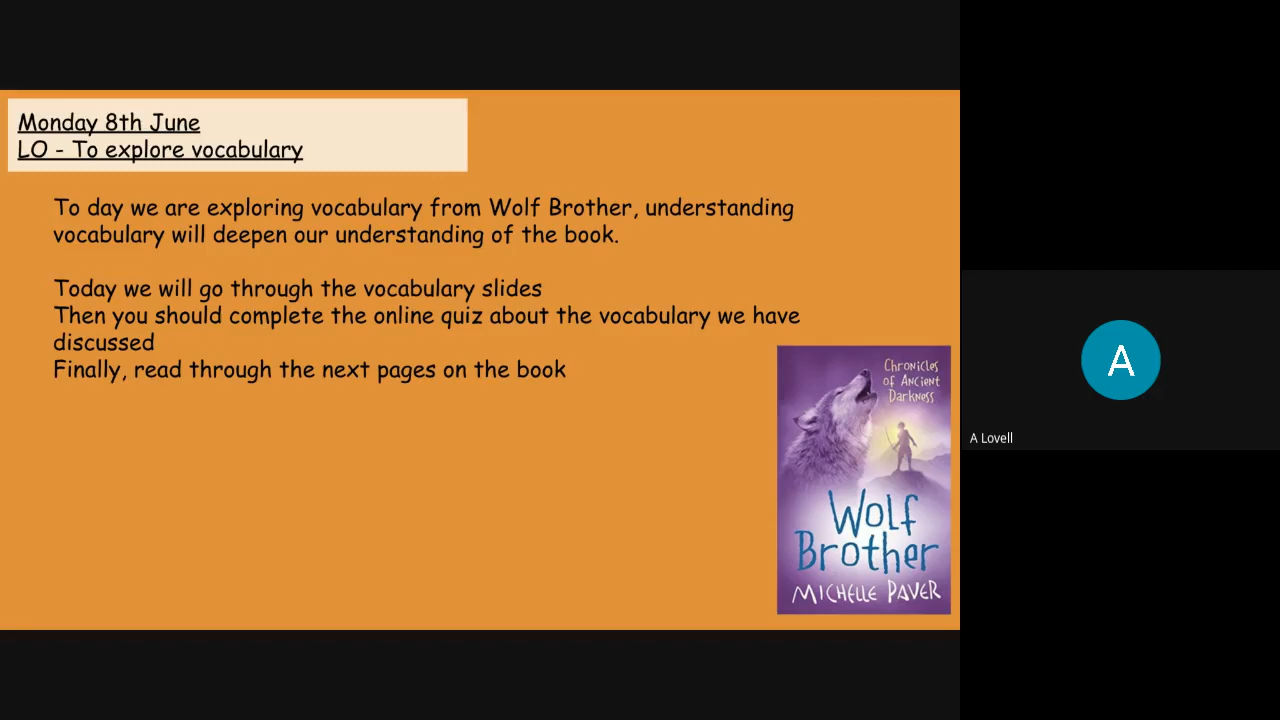 Monday 8th June
LO - To explore vocabulary
To day we are exploring vocabulary from Wolf Brother, understanding
vocabulary will deepen our understanding of the book.
Today we will go through the vocabulary slides
Then you should complete the online quiz about the vocabulary we have
discussed
Finally, read through the next pages on the book
Chronicles
of Ancient
Darkness
Wolf
Brother
MICHELLE PAVER
A
A Lovell